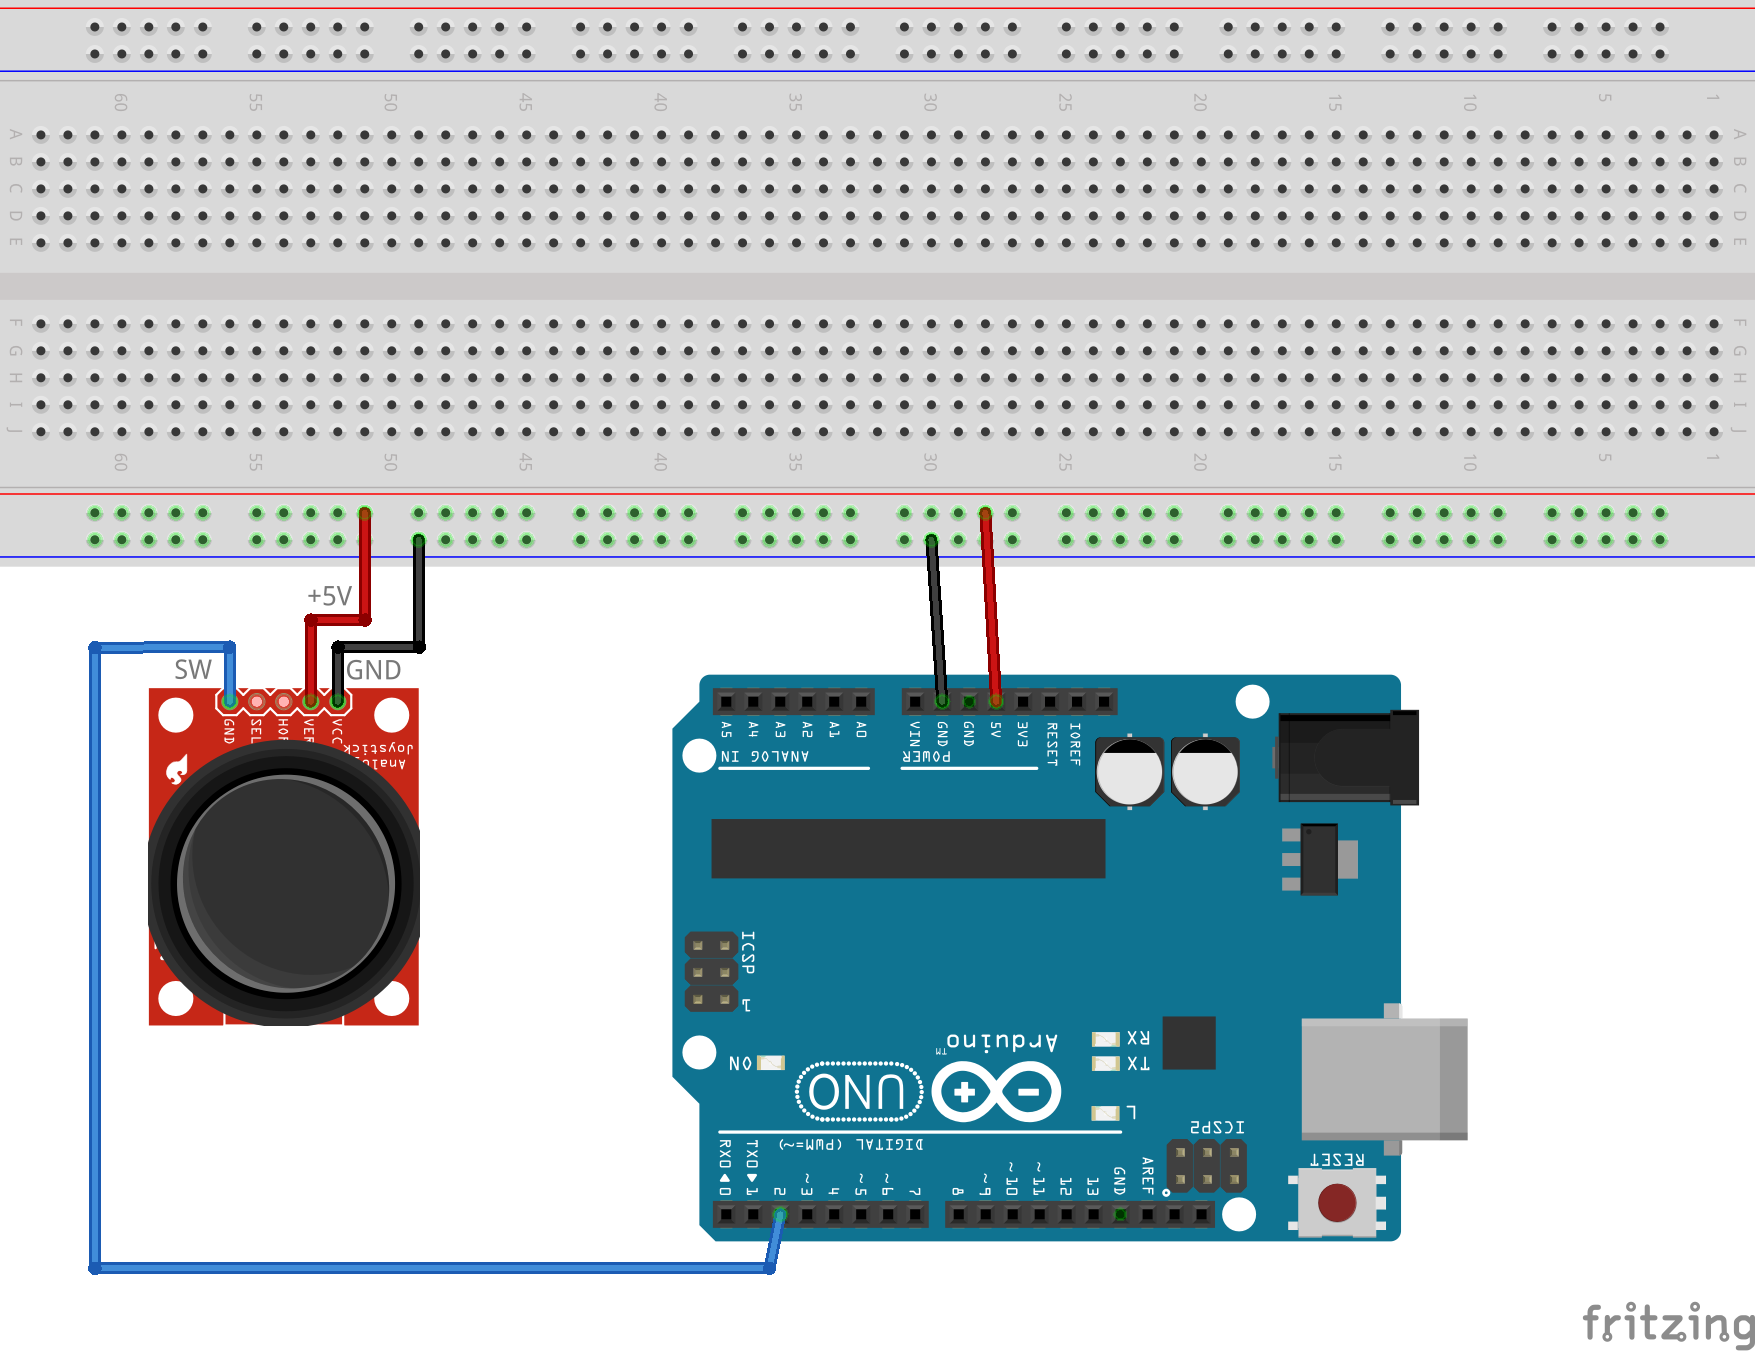 60 55 50 45 40 35 30 25 20 15 10 5 1
A A
B B
C C
D D
E E
F F
G G
H H
I I
J J
60 55 50 45 40 35 30 25 20 15 10 5 1
+5V
SW
GND
GND SEL HOR VER VCC
Joystick
A5 A4 A3 A2 A1 A0
VIN GND GND 5V 3V3 RESET IOREF
ANALOG IN
POWER
ICSP
1
Arduino
TM
RX
TX
ON
UNO
L
ICSP2
DIGITAL (PWM=~)
RESET
RX0 0 TX0 1 2 ~3 4 ~5 ~6 7 8 ~9 ~10 ~11 12 13 GND AREF
fritzing